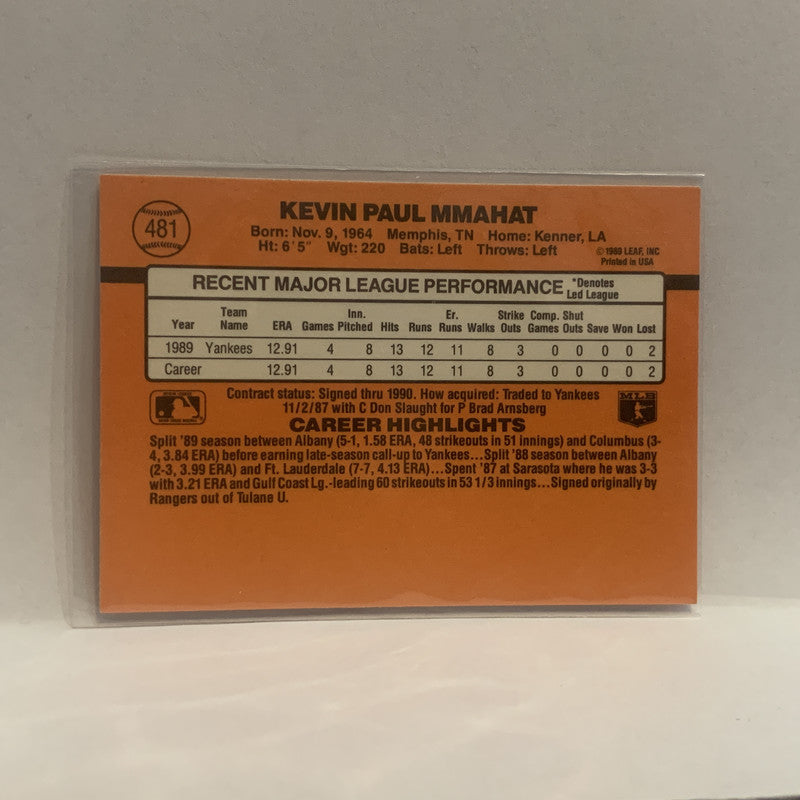 481
KEVIN PAUL MMAHAT
Born: Nov. 9, 1964 Memphis, TN Home: Kenner, LA
Ht: 6'5" Wgt: 220 Bats: Left Throws: Left
©1989 LEAF, INC
Printed in USA
RECENT MAJOR LEAGUE PERFORMANCE *Denotes Led League
Year Team Name ERA Games Inn. Pitched Hits Runs Er. Runs Walks Strike Outs Comp. Games Shut Outs Save Won Lost
1989 Yankees 12.91 4 8 13 12 11 8 3 0 0 0 0 2
Career 12.91 4 8 13 12 11 8 3 0 0 0 0 2
Contract status: Signed thru 1990. How acquired: Traded to Yankees
11/2/87 with C Don Slaught for P Brad Arnsberg
MLB
CAREER HIGHLIGHTS
Split '89 season between Albany (5-1, 1.58 ERA, 48 strikeouts in 51 innings) and Columbus (3-
4, 3.84 ERA) before earning late-season call-up to Yankees...Split '88 season between Albany
(2-3, 3.99 ERA) and Ft. Lauderdale (7-7, 4.13 ERA)...Spent '87 at Sarasota where he was 3-3
with 3.21 ERA and Gulf Coast Lg.-leading 60 strikeouts in 53 1/3 innings...Signed originally by
Rangers out of Tulane U.